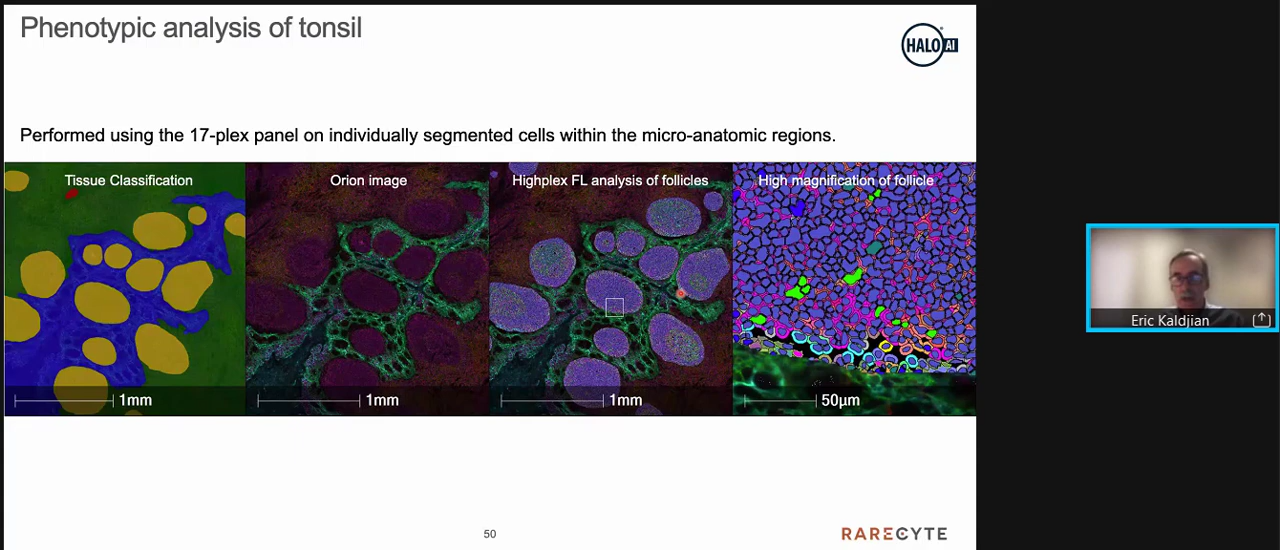 Phenotypic analysis of tonsil
HALO AI
Performed using the 17-plex panel on individually segmented cells within the micro-anatomic regions.
Tissue Classification
Orion image
Highplex FL analysis of follicles
High magnification of follicle
1mm
1mm
1mm
50µm
Eric Kaldjian
50
RARECYTE